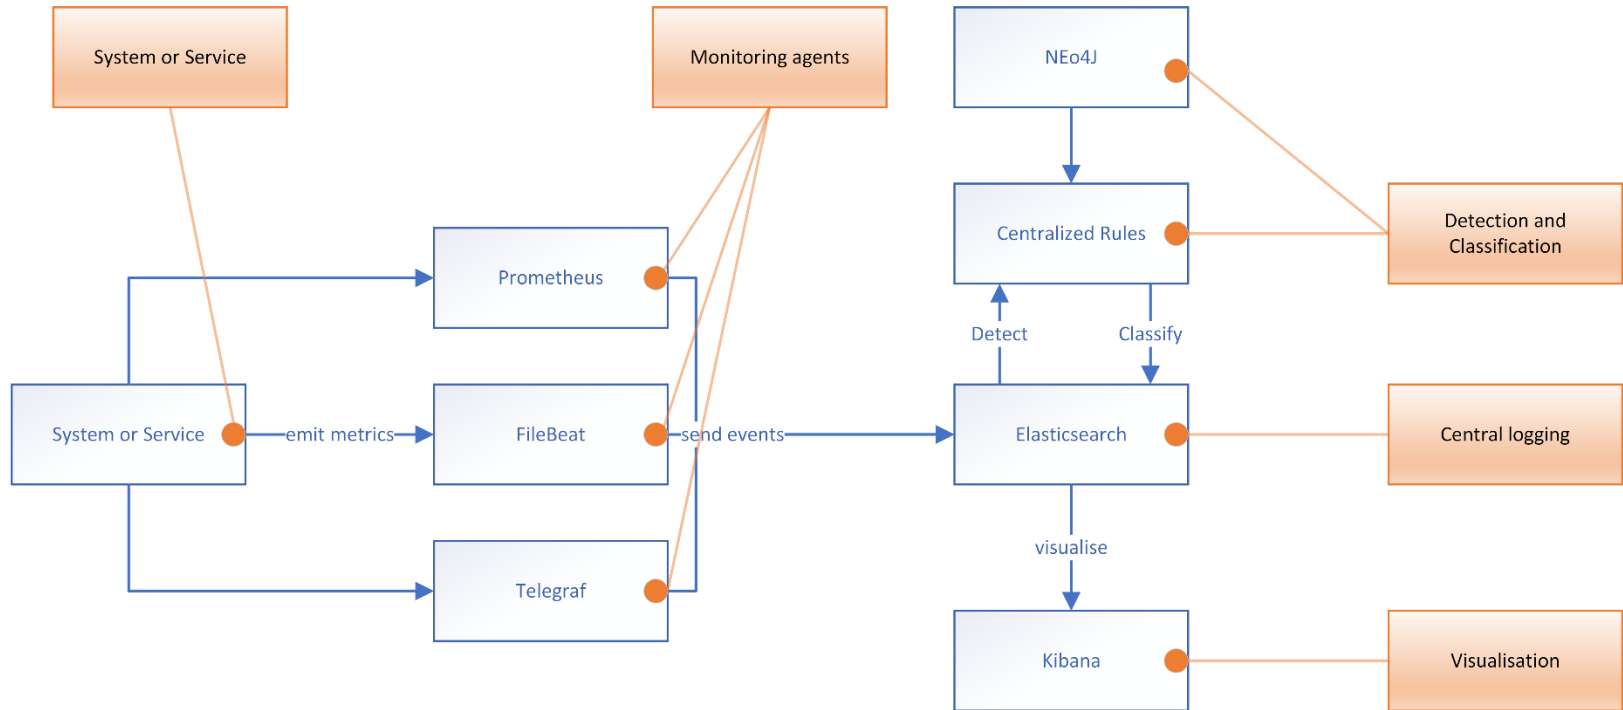 System or Service
Monitoring agents
NEo4J
Centralized Rules
Detection and
Classification
Prometheus
Detect
Classify
System or Service
emit metrics
FileBeat
send events
Elasticsearch
Central logging
visualise
Telegraf
Kibana
Visualisation